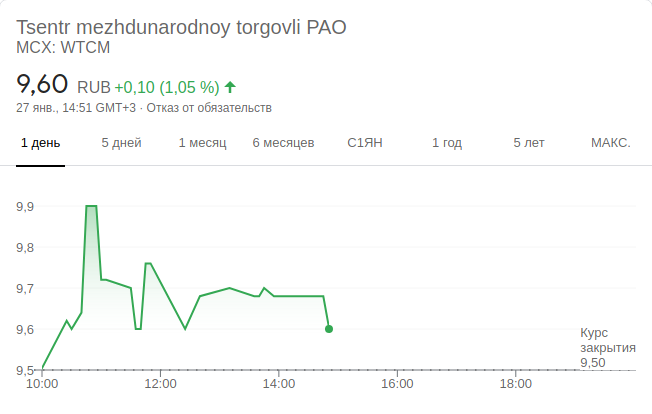 Tsentr mezhdunarodnoy torgovli PAO
MCX: WTCM
9,60 RUB +0,10 (1,05 %)
27 янв., 14:51 GMT+3 · Отказ от обязательств
1 день 5 дней 1 месяц 6 месяцев С1ЯН 1 год 5 лет МАКС.
9,9
9,8
9,7
9,6
9,5
Курс
закрытия
9,50
10:00 12:00 14:00 16:00 18:00